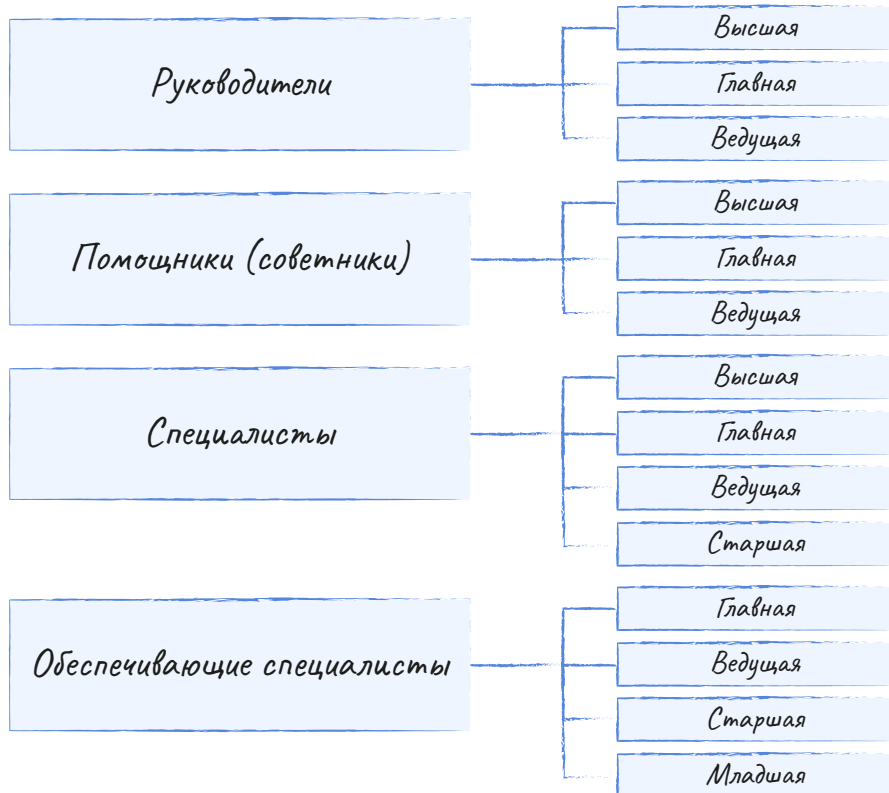 Руководители
Высшая
Главная
Ведущая
Помощники (советники)
Высшая
Главная
Ведущая
Специалисты
Высшая
Главная
Ведущая
Старшая
Обеспечивающие специалисты
Главная
Ведущая
Старшая
Младшая